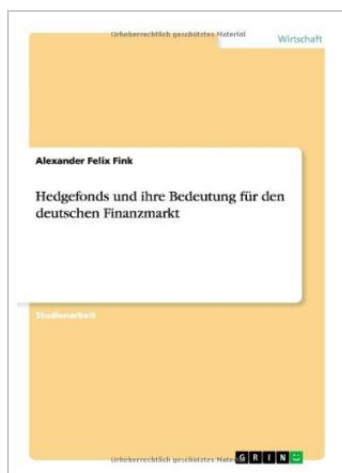 Urheberrechtlich geschütztes Material
Wirtschaft
Alexander Felix Fink
Hedgefonds und ihre Bedeutung für den
deutschen Finanzmarkt
Studienarbeit
Urheberrechtlich geschütztes Mater
GRIN